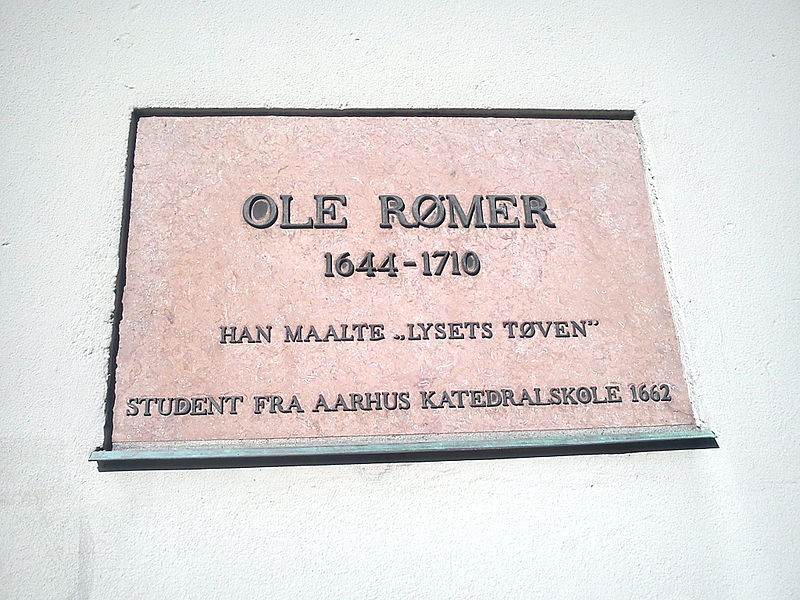 OLE RØMER
1644-1710
HAN MAALTE „LYSETS TØVEN”
STUDENT FRA AARHUS KATEDRALSKOLE 1662